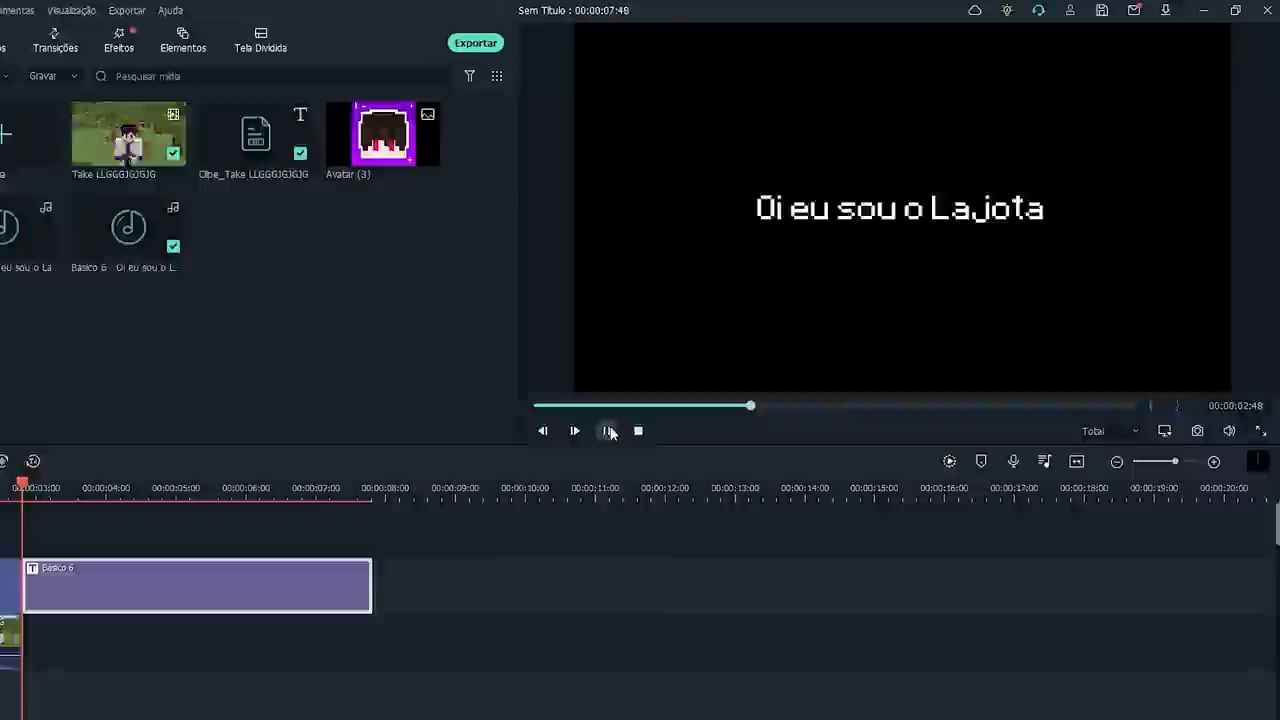 Visualização Exportar Ajuda
Sem Título : 00:00:07:48
Transições Efeitos Elementos Tela Dividida
Exportar
Gravar Pesquisar mídia
T
Take LLGGGJGJGJG
Clipe_Take LLGGGJGJGJG
Avatar (3)
eu sou o La
Básico 6 Oi eu sou o L...
Oi eu sou o Lajota
00:00:02:48
Total
00:00:03:00 00:00:04:00 00:00:05:00 00:00:06:00 00:00:07:00 00:00:08:00 00:00:09:00 00:00:10:00 00:00:11:00 00:00:12:00 00:00:13:00 00:00:14:00 00:00:15:00 00:00:16:00 00:00:17:00 00:00:18:00 00:00:19:00 00:00:20:00
T Básico 6